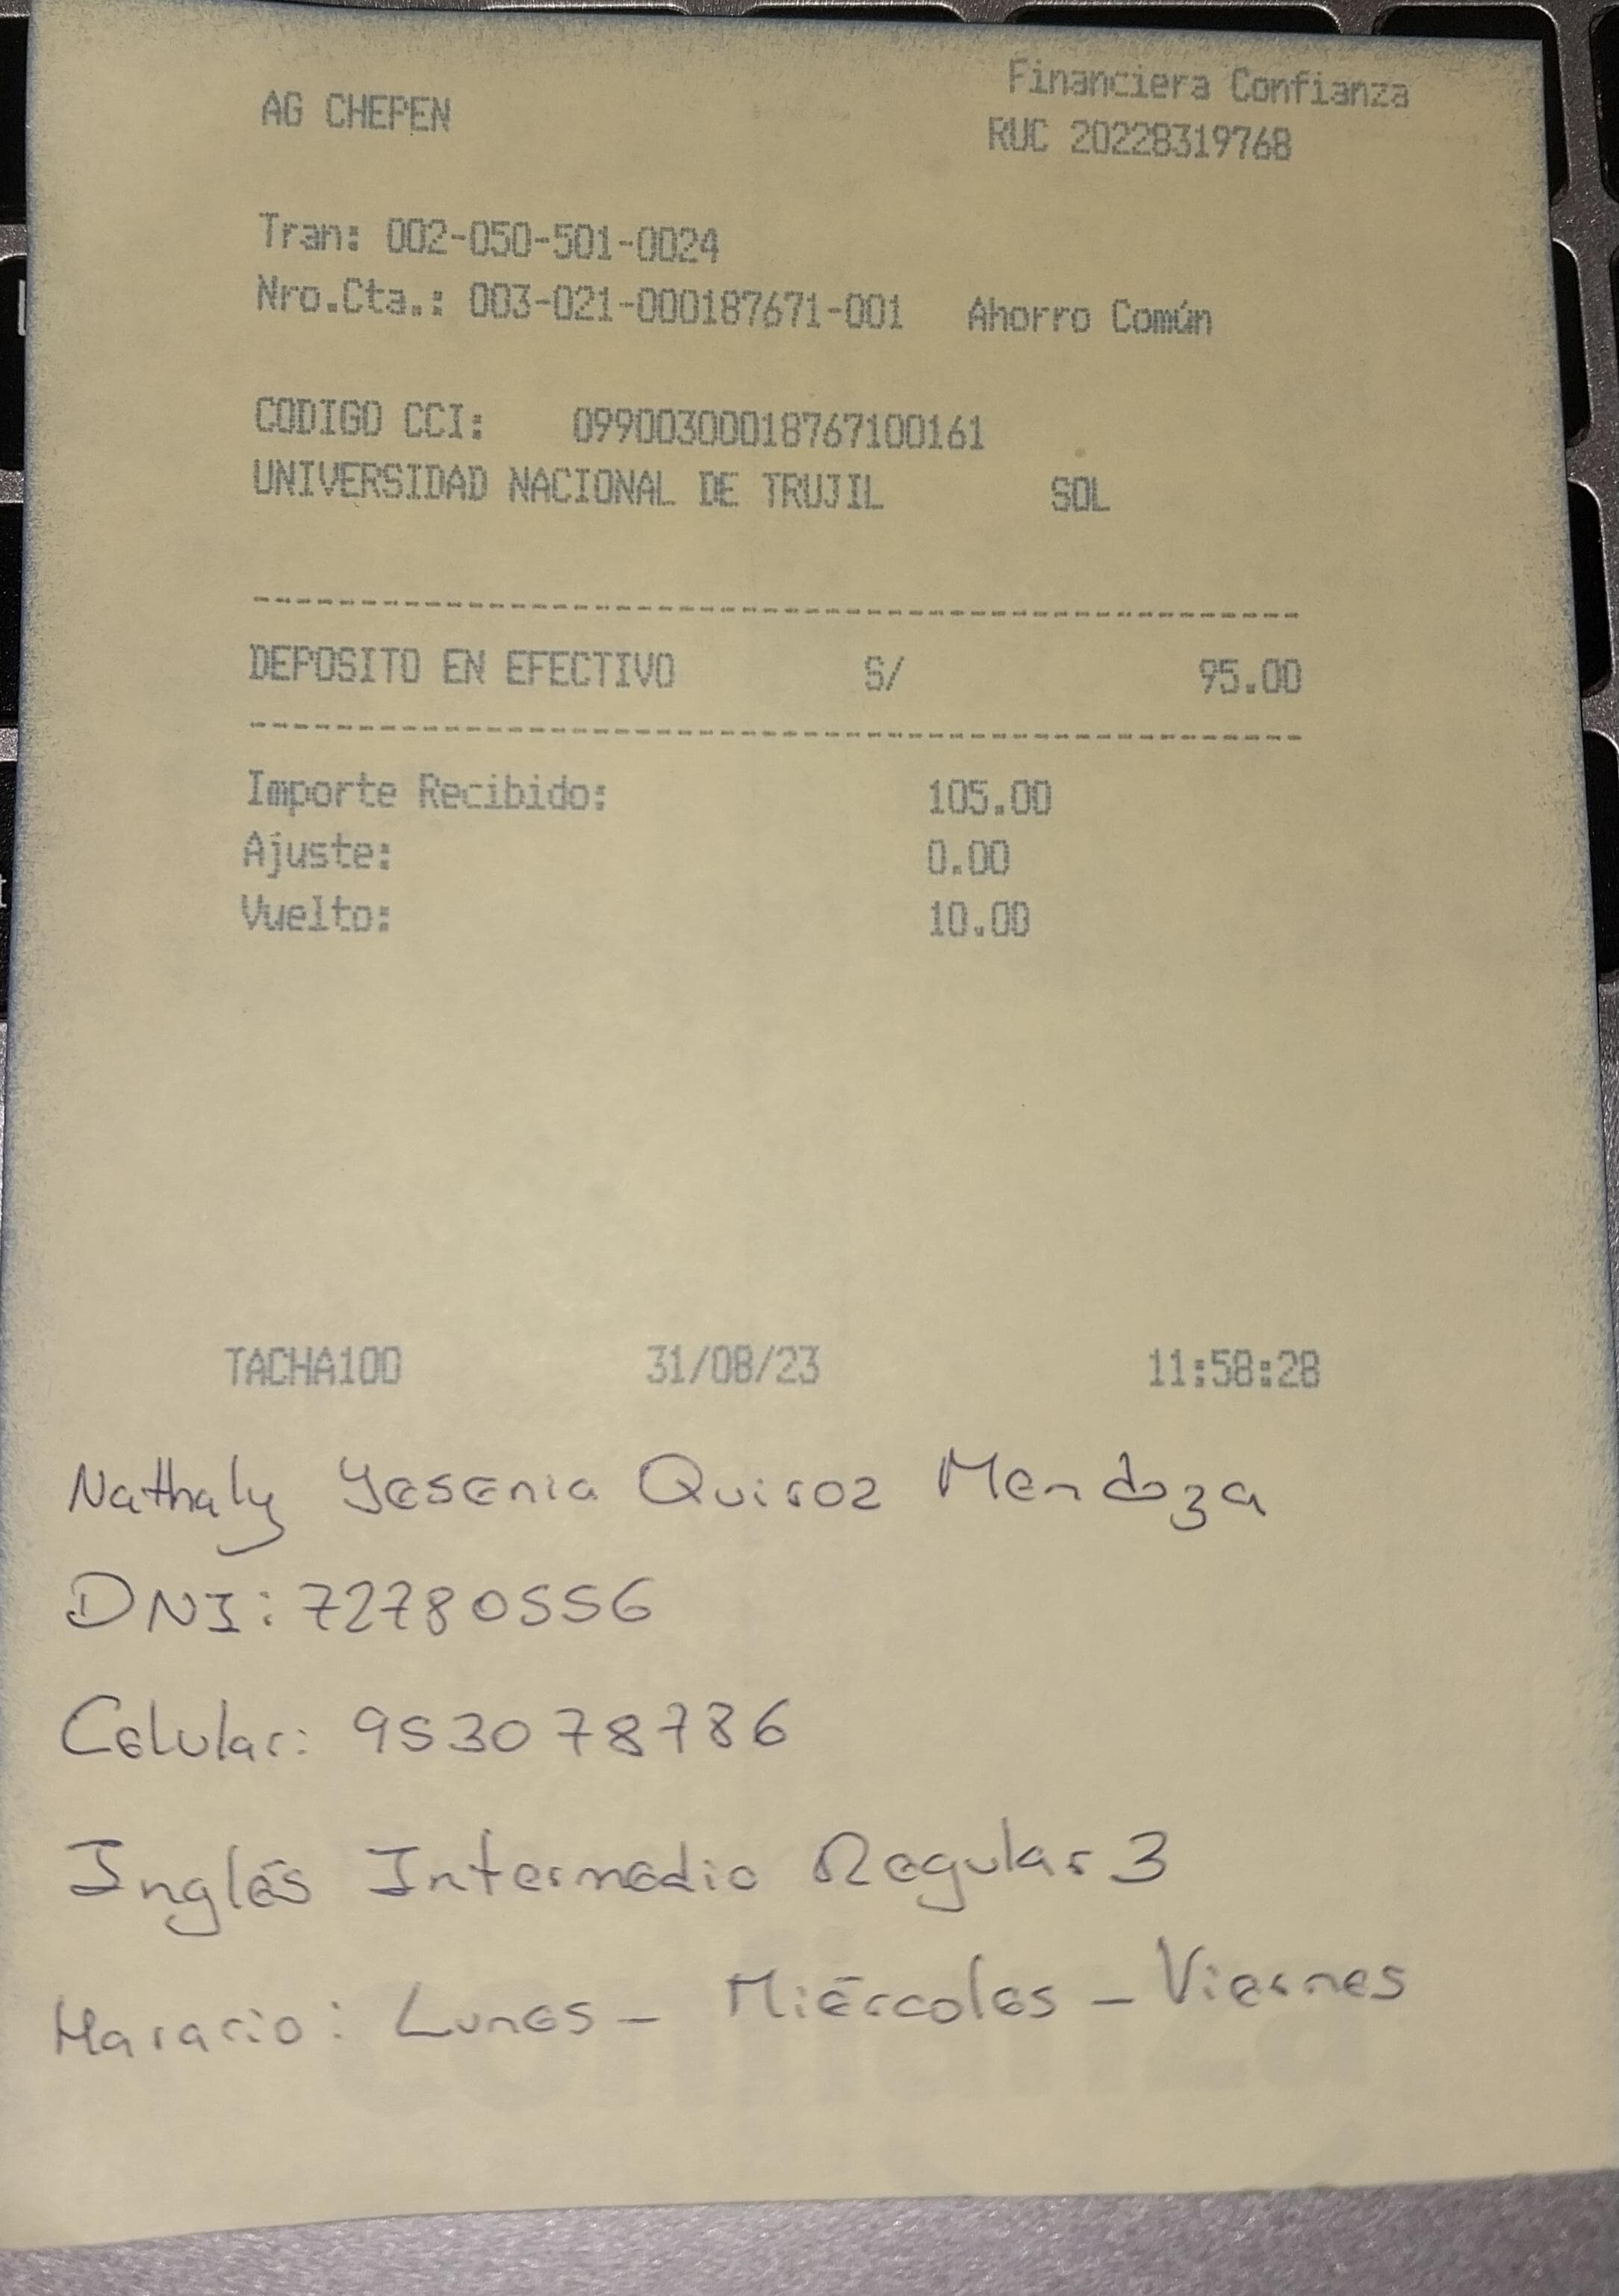 Financiera Confianza
AG CHEPEN
RUC 20228319768
Tran: 002-050-501-0024
Nro.Cta.: 003-021-000187671-001 Ahorro Común
CODIGO CCI: 09900300018767100161
UNIVERSIDAD NACIONAL DE TRUJIL SOL
DEPOSITO EN EFECTIVO S/ 95.00
Importe Recibido: 105.00
Ajuste: 0.00
Vuelto: 10.00
TACHA100 31/08/23 11:58:28
Nathaly Yesenia Quiroz Mendoza
DNI: 72780556
Celular: 953078786
Inglés Intermedio Regular 3
Horario: Lunes - Miércoles - Viernes